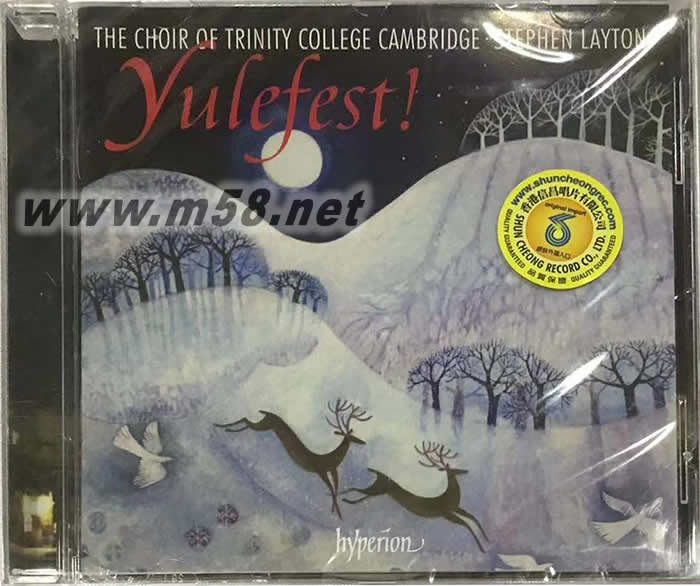 THE CHOIR OF TRINITY COLLEGE CAMBRIDGE · STEPHEN LAYTON
Yulefest!
www.m58.net
www.shuncheongrec.com
香港信昌唱片有限公司
original import
QUALITY GUARANTEED
SHUN CHEONG RECORD CO., LTD.
QUALITY GUARANTEED
品質保證
hyperion